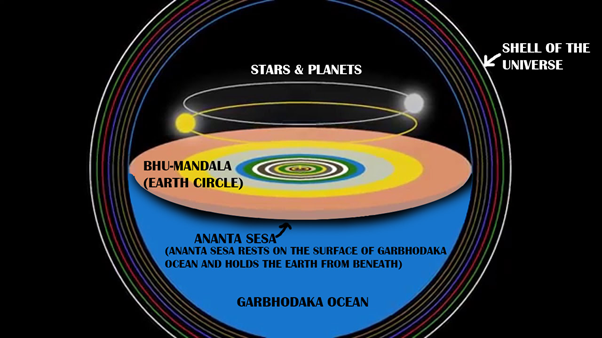 SHELL OF THE
UNIVERSE
STARS & PLANETS
BHU-MANDALA
(EARTH CIRCLE)
ANANTA SESA
(ANANTA SESA RESTS ON THE SURFACE OF GARBHODAKA
OCEAN AND HOLDS THE EARTH FROM BENEATH)
GARBHODAKA OCEAN